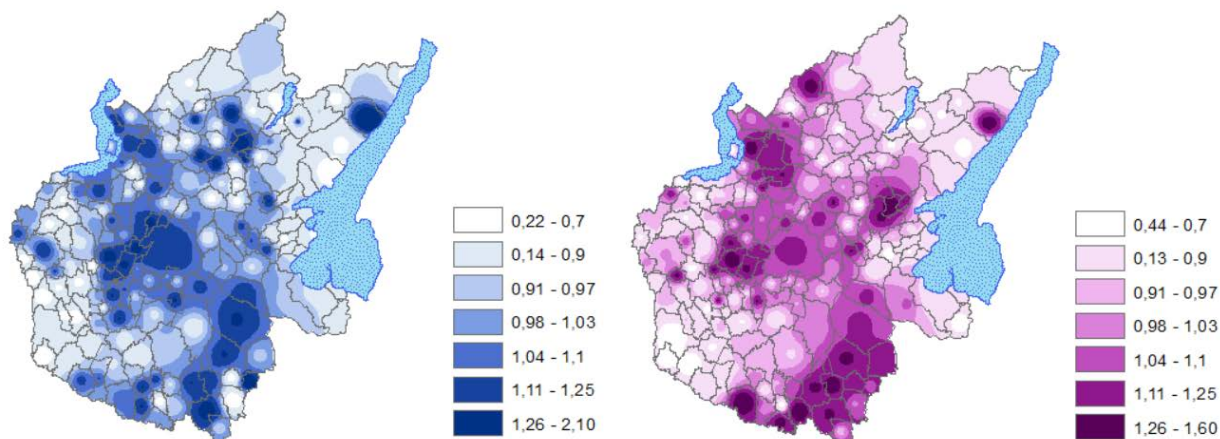 0,22 - 0,7
0,14 - 0,9
0,91 - 0,97
0,98 - 1,03
1,04 - 1,1
1,11 - 1,25
1,26 - 2,10
0,44 - 0,7
0,13 - 0,9
0,91 - 0,97
0,98 - 1,03
1,04 - 1,1
1,11 - 1,25
1,26 - 1,60